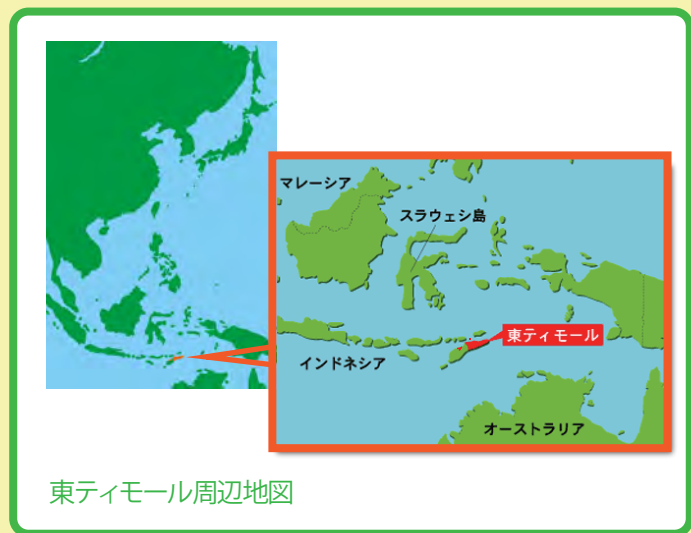 マレーシア
スラウェシ島
東ティモール
インドネシア
オーストラリア
東ティモール周辺地図